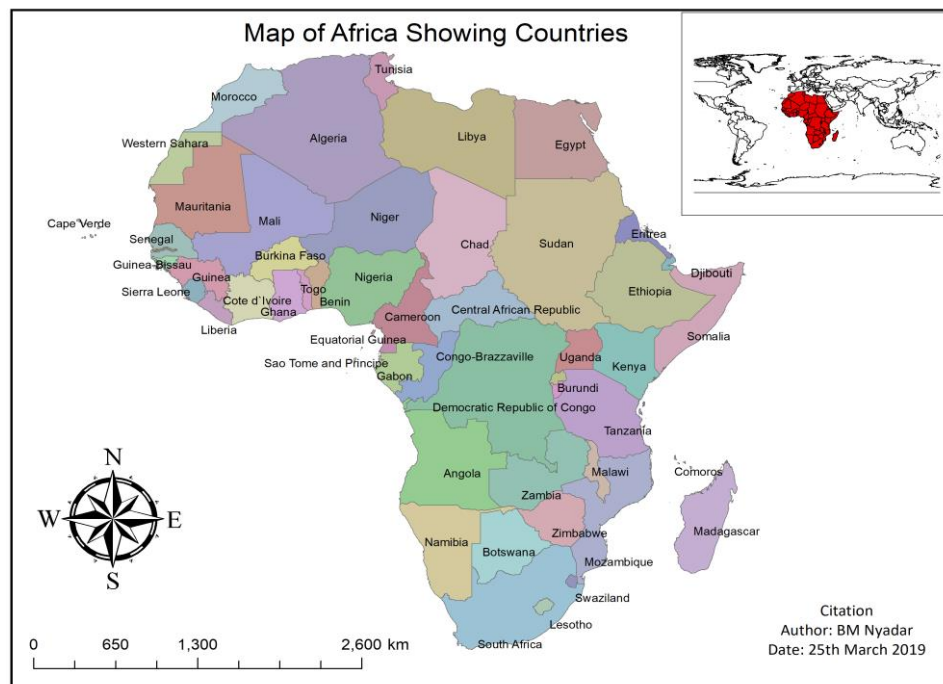 Map of Africa Showing Countries
Tunisia
Morocco
Algeria
Libya
Egypt
Western Sahara
Mauritania
Mali
Niger
Chad
Sudan
Eritrea
Cape Verde
Senegal
Guinea-Bissau
Guinea
Burkina Faso
Nigeria
Djibouti
Ethiopia
Sierra Leone
Cote d`Ivoire
Togo
Benin
Ghana
Liberia
Cameroon
Central African Republic
Somalia
Equatorial Guinea
Sao Tome and Principe
Gabon
Congo-Brazzaville
Uganda
Kenya
Burundi
Democratic Republic of Congo
Tanzania
Angola
Zambia
Malawi
Comoros
Madagascar
Namibia
Botswana
Zimbabwe
Mozambique
Swaziland
Lesotho
South Africa
N
W
E
S
0 650 1,300 2,600 km
Citation
Author: BM Nyadar
Date: 25th March 2019